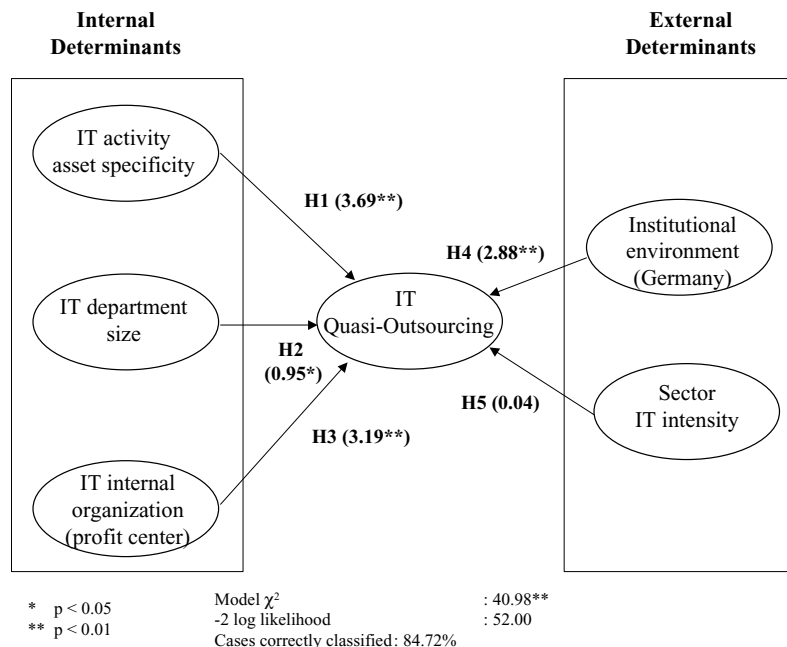 Internal
Determinants
External
Determinants
IT activity
asset specificity
H1 (3.69**)
Institutional
environment
(Germany)
H4 (2.88**)
IT department
size
IT
Quasi-Outsourcing
H2
(0.95*)
H5 (0.04)
Sector
IT intensity
H3 (3.19**)
IT internal
organization
(profit center)
* p < 0.05
** p < 0.01
Model χ² : 40.98**
-2 log likelihood : 52.00
Cases correctly classified : 84.72%